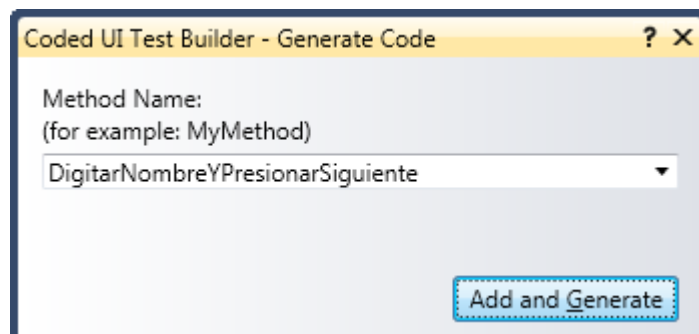 Coded UI Test Builder - Generate Code ? X
Method Name:
(for example: MyMethod)
DigitarNombreYPresionarSiguiente
Add and Generate